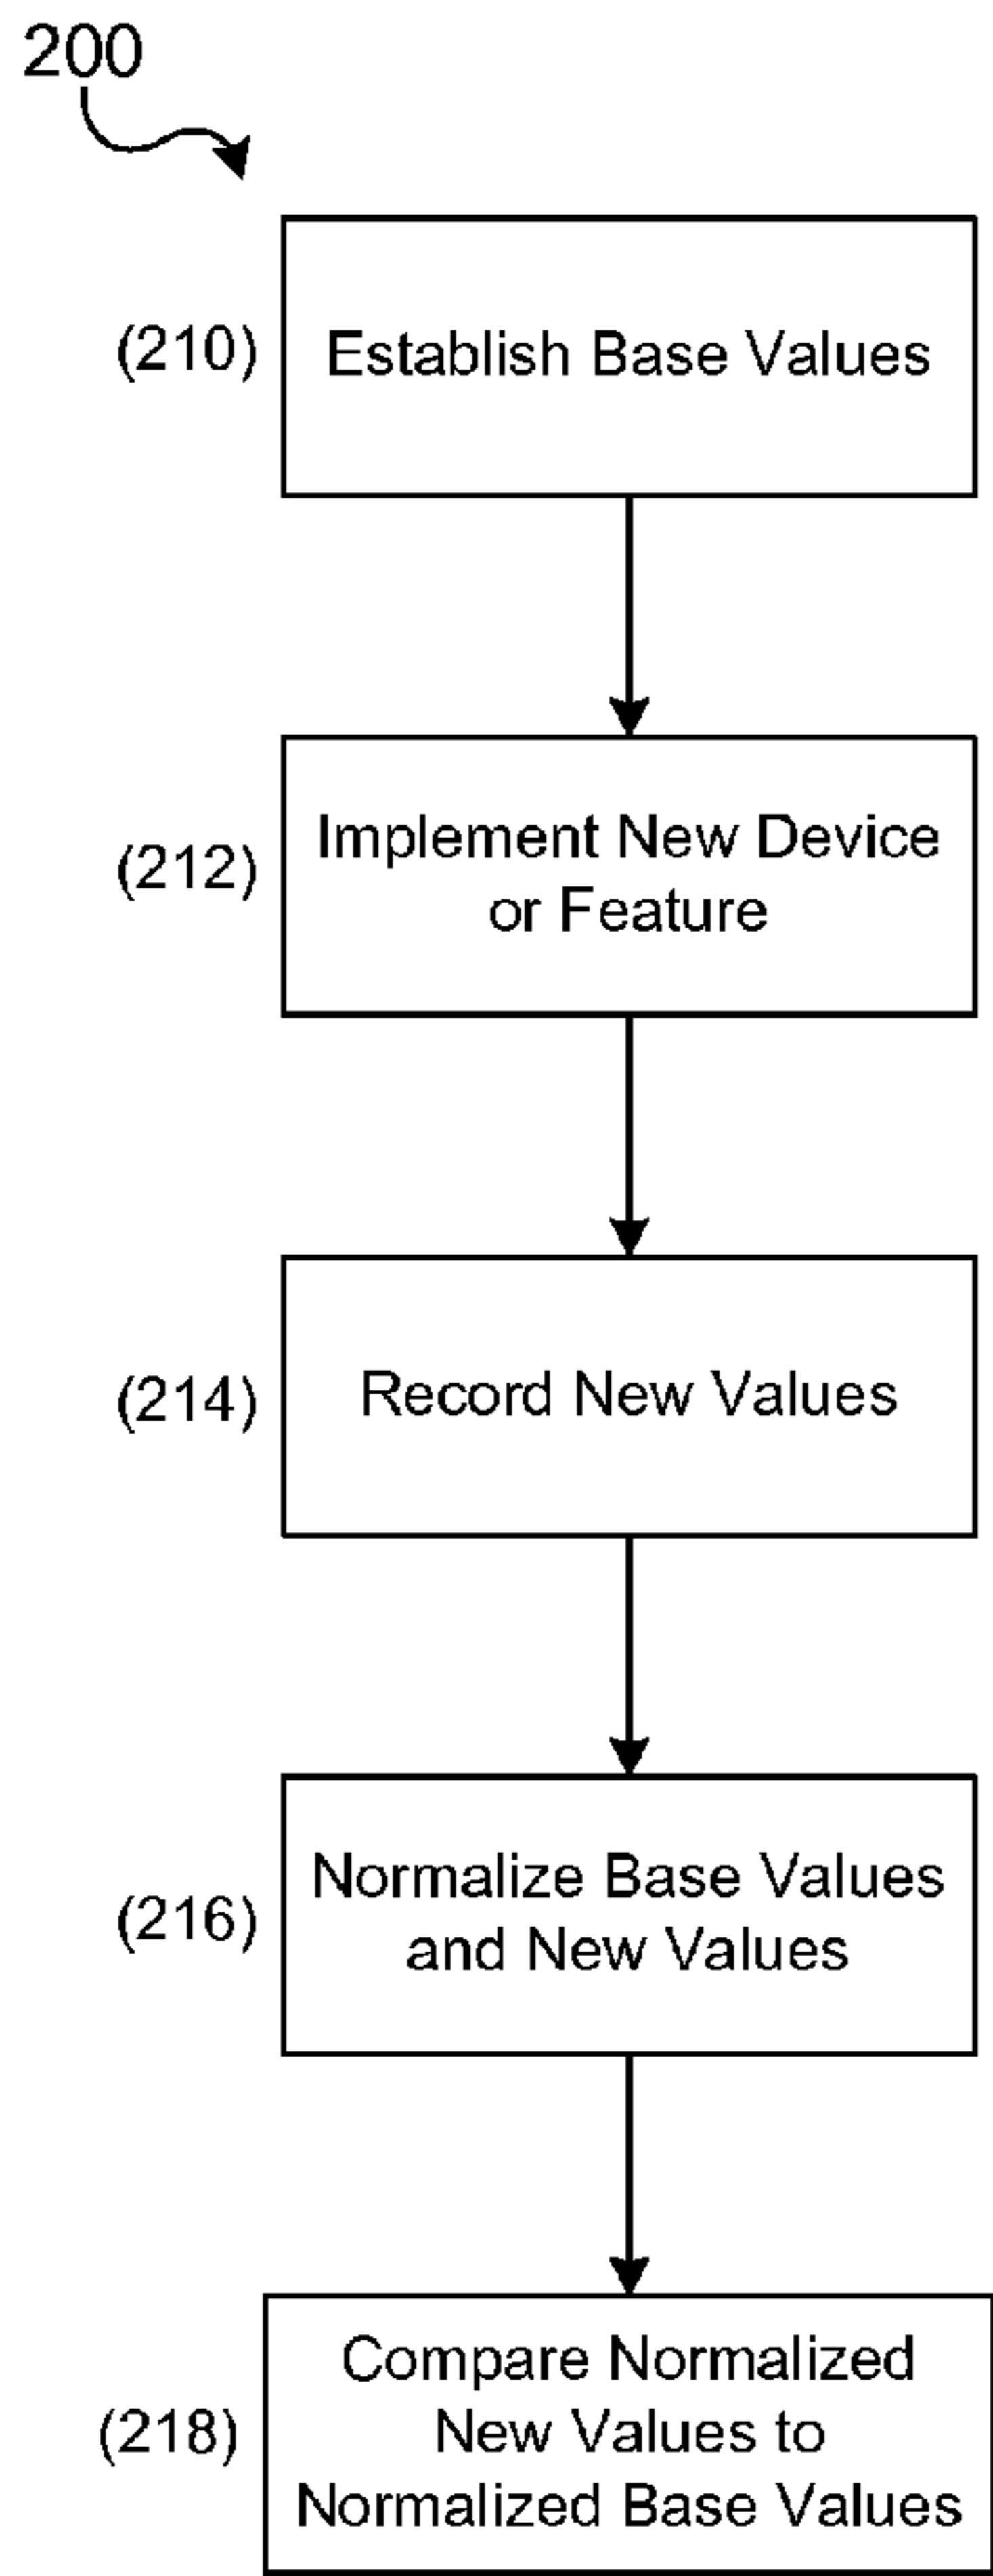 200
(210)
Establish Base Values
(212)
Implement New Device
or Feature
(214)
Record New Values
(216)
Normalize Base Values
and New Values
(218)
Compare Normalized
New Values to
Normalized Base Values